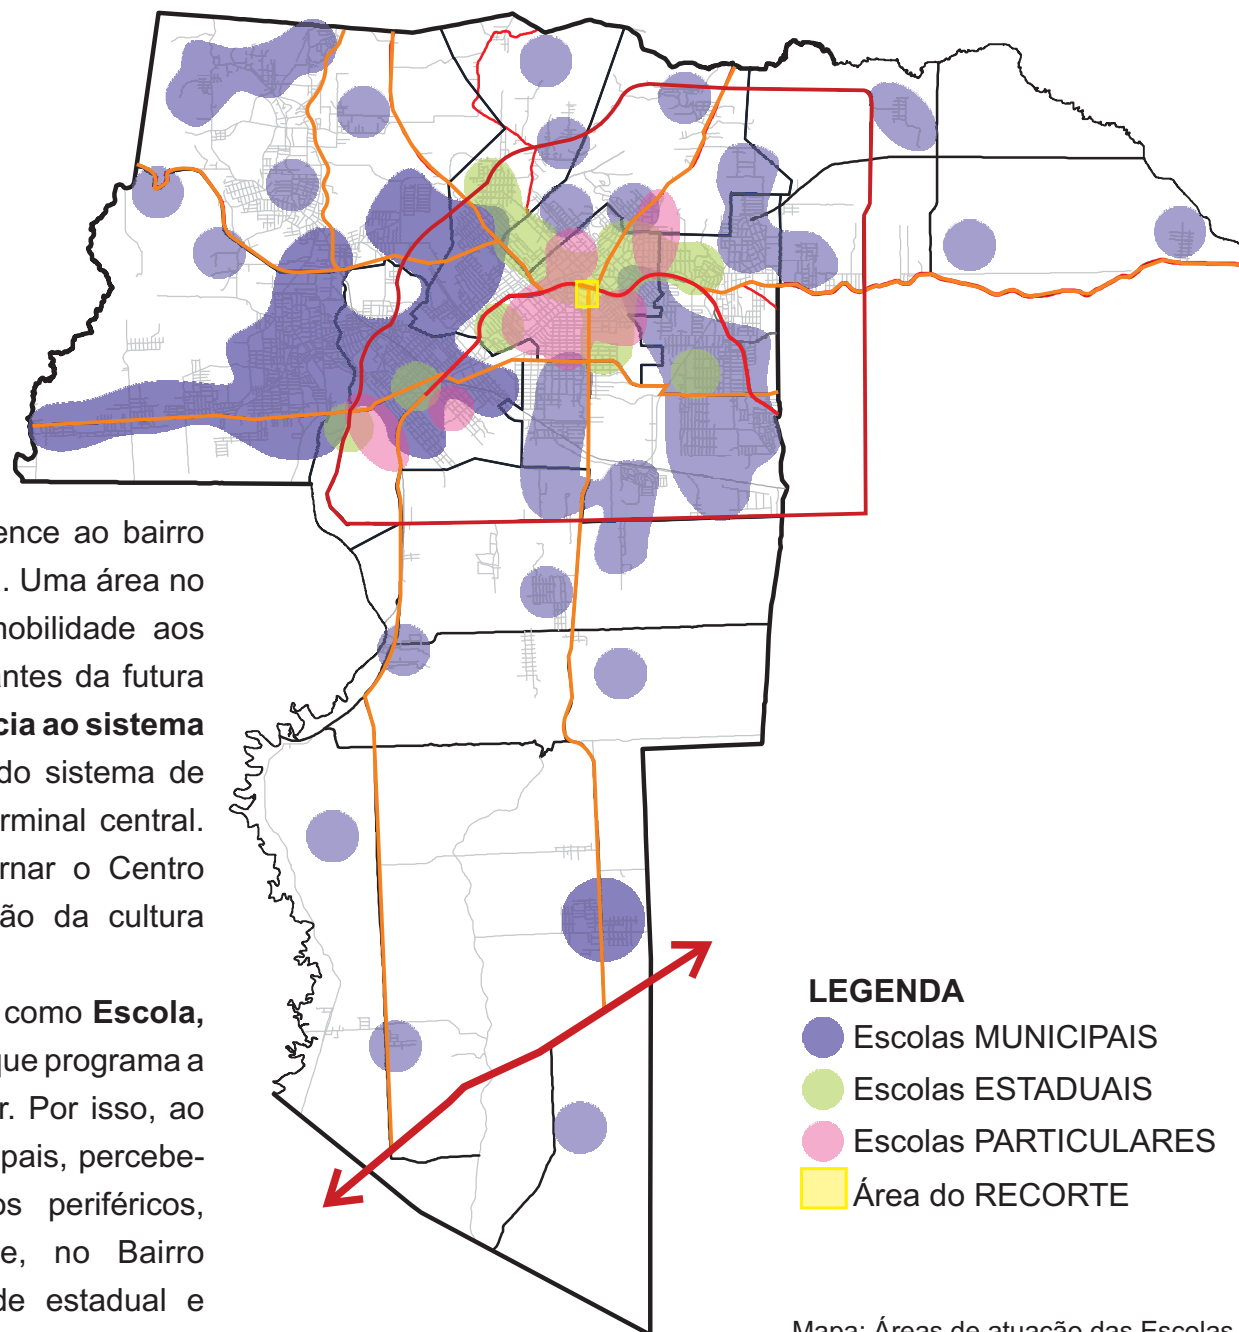 ence ao bairro
. Uma área no
nobilidade aos
antes da futura
cia ao sistema
do sistema de
rminal central.
rnar o Centro
ão da cultura
como Escola,
que programa a
r. Por isso, ao
pais, percebe-
os periféricos,
e, no Bairro
de estadual e
LEGENDA
Escolas MUNICIPAIS
Escolas ESTADUAIS
Escolas PARTICULARES
Área do RECORTE
Mapa: Áreas de atuação das Escolas